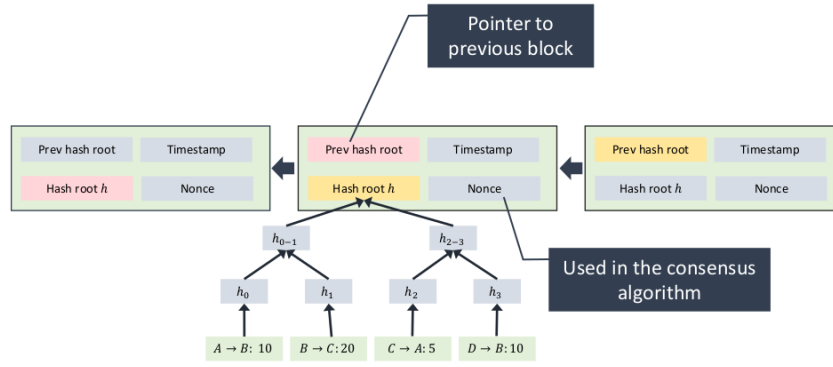 Pointer to
previous block
Prev hash root
Timestamp
Prev hash root
Timestamp
Prev hash root
Timestamp
Hash root h
Nonce
Hash root h
Nonce
Hash root h
Nonce
h₀₋₁
h₂₋₃
Used in the consensus
algorithm
h₀
h₁
h₂
h₃
A → B: 10
B → C: 20
C → A: 5
D → B: 10